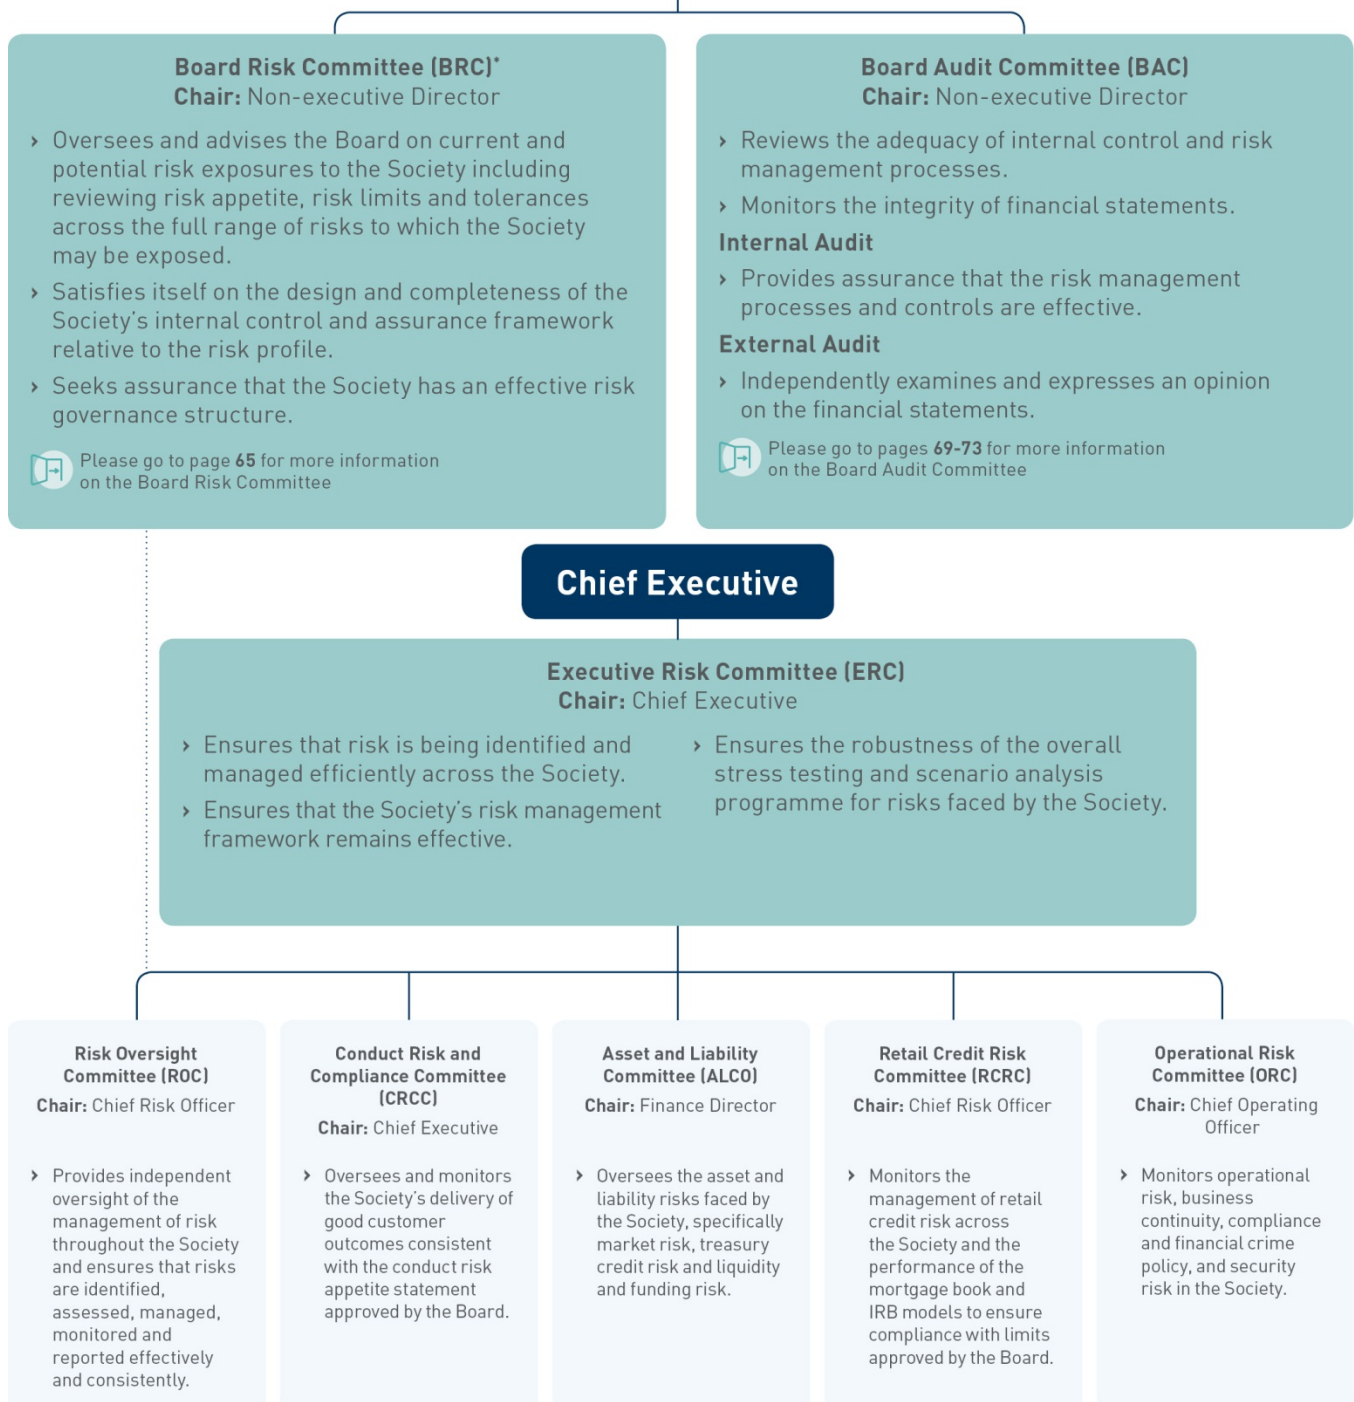 Board Risk Committee (BRC)*
Chair: Non-executive Director
› Oversees and advises the Board on current and
potential risk exposures to the Society including
reviewing risk appetite, risk limits and tolerances
across the full range of risks to which the Society
may be exposed.
› Satisfies itself on the design and completeness of the
Society's internal control and assurance framework
relative to the risk profile.
› Seeks assurance that the Society has an effective risk
governance structure.
Please go to page 65 for more information
on the Board Risk Committee
Board Audit Committee (BAC)
Chair: Non-executive Director
› Reviews the adequacy of internal control and risk
management processes.
› Monitors the integrity of financial statements.
Internal Audit
› Provides assurance that the risk management
processes and controls are effective.
External Audit
› Independently examines and expresses an opinion
on the financial statements.
Please go to pages 69-73 for more information
on the Board Audit Committee
Chief Executive
Executive Risk Committee (ERC)
Chair: Chief Executive
› Ensures that risk is being identified and
managed efficiently across the Society.
› Ensures that the Society's risk management
framework remains effective.
› Ensures the robustness of the overall
stress testing and scenario analysis
programme for risks faced by the Society.
Risk Oversight
Committee (ROC)
Chair: Chief Risk Officer
› Provides independent
oversight of the
management of risk
throughout the Society
and ensures that risks
are identified,
assessed, managed,
monitored and
reported effectively
and consistently.
Conduct Risk and
Compliance Committee
(CRCC)
Chair: Chief Executive
› Oversees and monitors
the Society's delivery of
good customer
outcomes consistent
with the conduct risk
appetite statement
approved by the Board.
Asset and Liability
Committee (ALCO)
Chair: Finance Director
› Oversees the asset and
liability risks faced by
the Society, specifically
market risk, treasury
credit risk and liquidity
and funding risk.
Retail Credit Risk
Committee (RCRC)
Chair: Chief Risk Officer
› Monitors the
management of retail
credit risk across
the Society and the
performance of the
mortgage book and
IRB models to ensure
compliance with limits
approved by the Board.
Operational Risk
Committee (ORC)
Chair: Chief Operating
Officer
› Monitors operational
risk, business
continuity, compliance
and financial crime
policy, and security
risk in the Society.